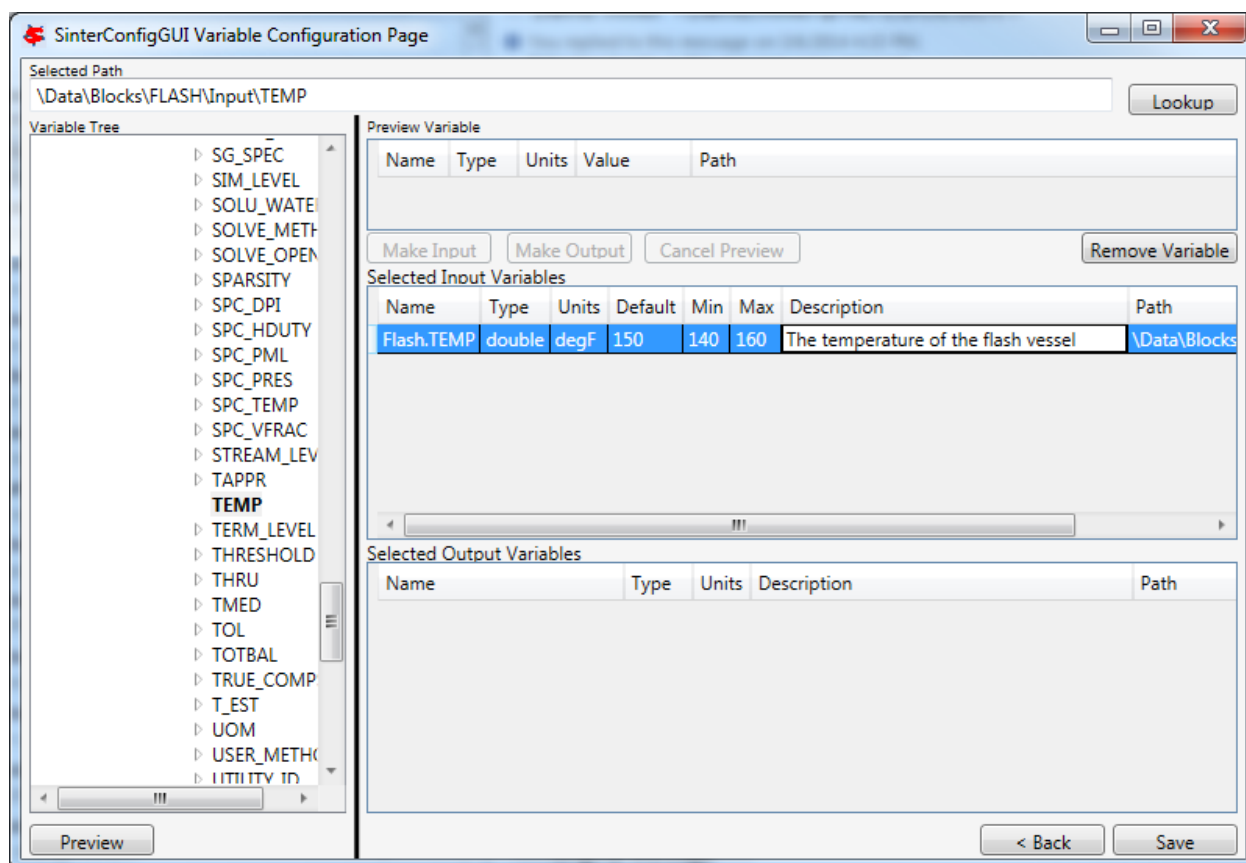 SinterConfigGUI Variable Configuration Page
Selected Path
\Data\Blocks\FLASH\Input\TEMP
Lookup
Variable Tree
SG_SPEC
SIM_LEVEL
SOLU_WATE
SOLVE_METH
SOLVE_OPEN
SPARSITY
SPC_DPI
SPC_HDUTY
SPC_PML
SPC_PRES
SPC_TEMP
SPC_VFRAC
STREAM_LEV
TAPPR
TEMP
TERM_LEVEL
THRESHOLD
THRU
TMED
TOL
TOTBAL
TRUE_COMP
T_EST
UOM
USER_METH
UTILITY_ID
Preview
Preview Variable
Name Type Units Value Path
Make Input Make Output Cancel Preview Remove Variable
Selected Input Variables
Name Type Units Default Min Max Description Path
Flash.TEMP double degF 150 140 160 The temperature of the flash vessel \Data\Blocks
Selected Output Variables
Name Type Units Description Path
< Back Save